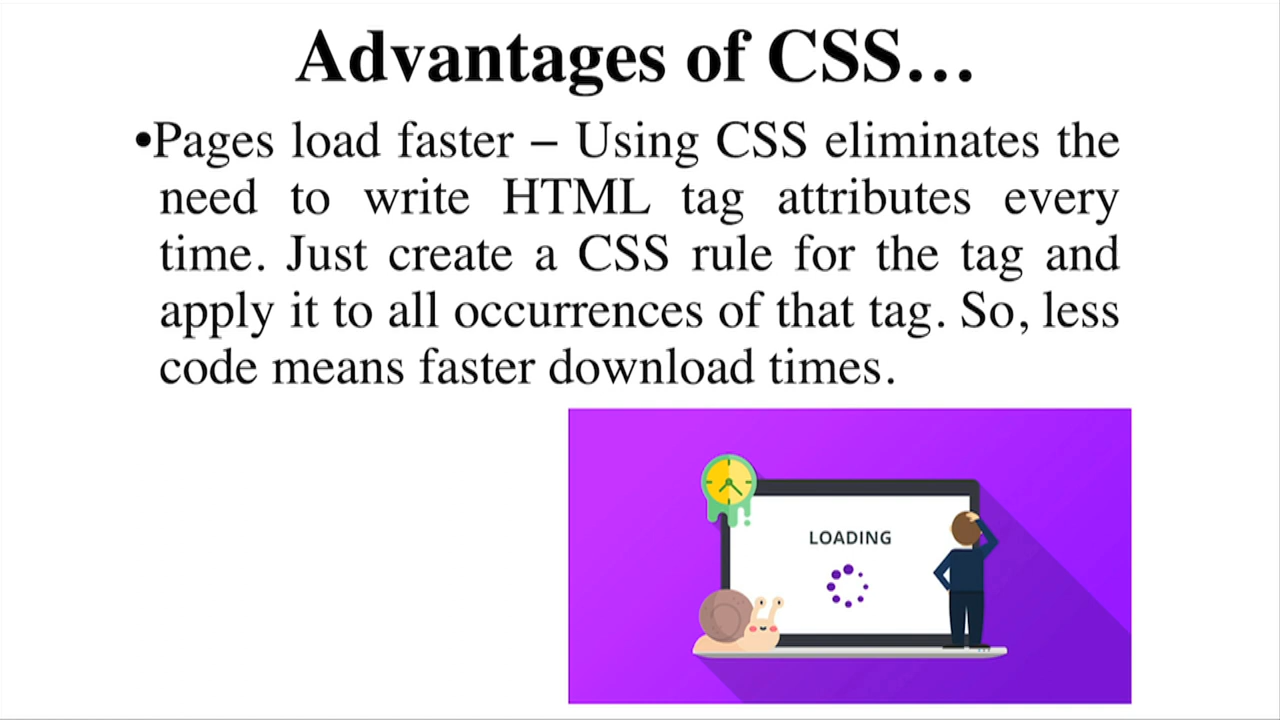 Advantages of CSS...
•Pages load faster – Using CSS eliminates the
need to write HTML tag attributes every
time. Just create a CSS rule for the tag and
apply it to all occurrences of that tag. So, less
code means faster download times.
LOADING